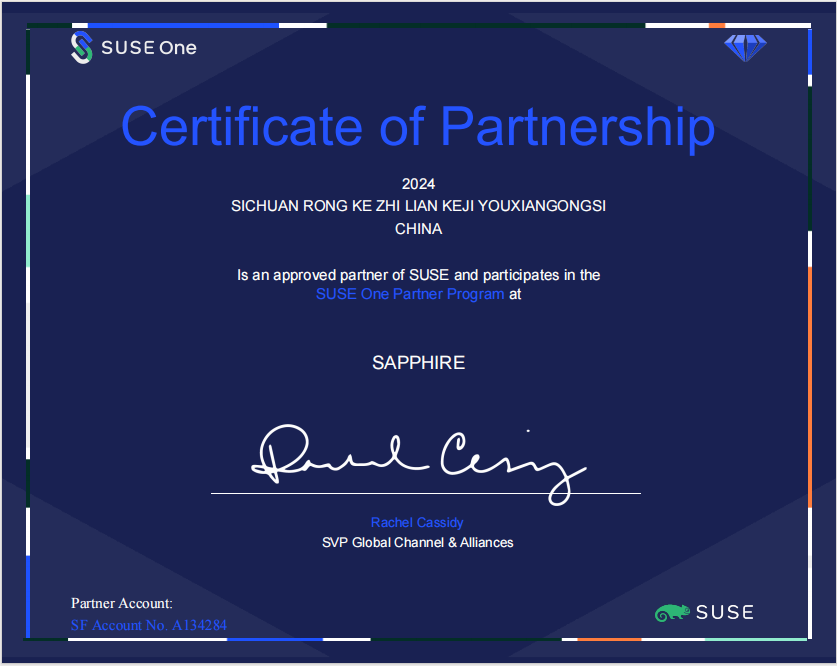 SUSE One
Certificate of Partnership
2024
SICHUAN RONG KE ZHI LIAN KEJI YOUXIANGONGSI
CHINA
Is an approved partner of SUSE and participates in the
SUSE One Partner Program at
SAPPHIRE
Rachel Cassidy
SVP Global Channel & Alliances
Partner Account:
SF Account No. A134284
SUSE